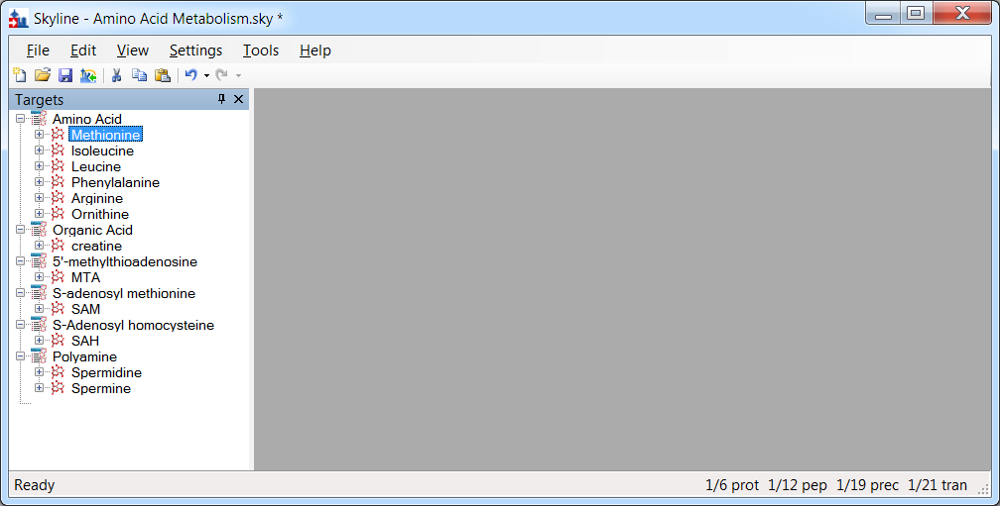 Skyline - Amino Acid Metabolism.sky *
File Edit View Settings Tools Help
Targets
Amino Acid
Methionine
Isoleucine
Leucine
Phenylalanine
Arginine
Ornithine
Organic Acid
creatine
5'-methylthioadenosine
MTA
S-adenosyl methionine
SAM
S-Adenosyl homocysteine
SAH
Polyamine
Spermidine
Spermine
Ready 1/6 prot 1/12 pep 1/19 prec 1/21 tran